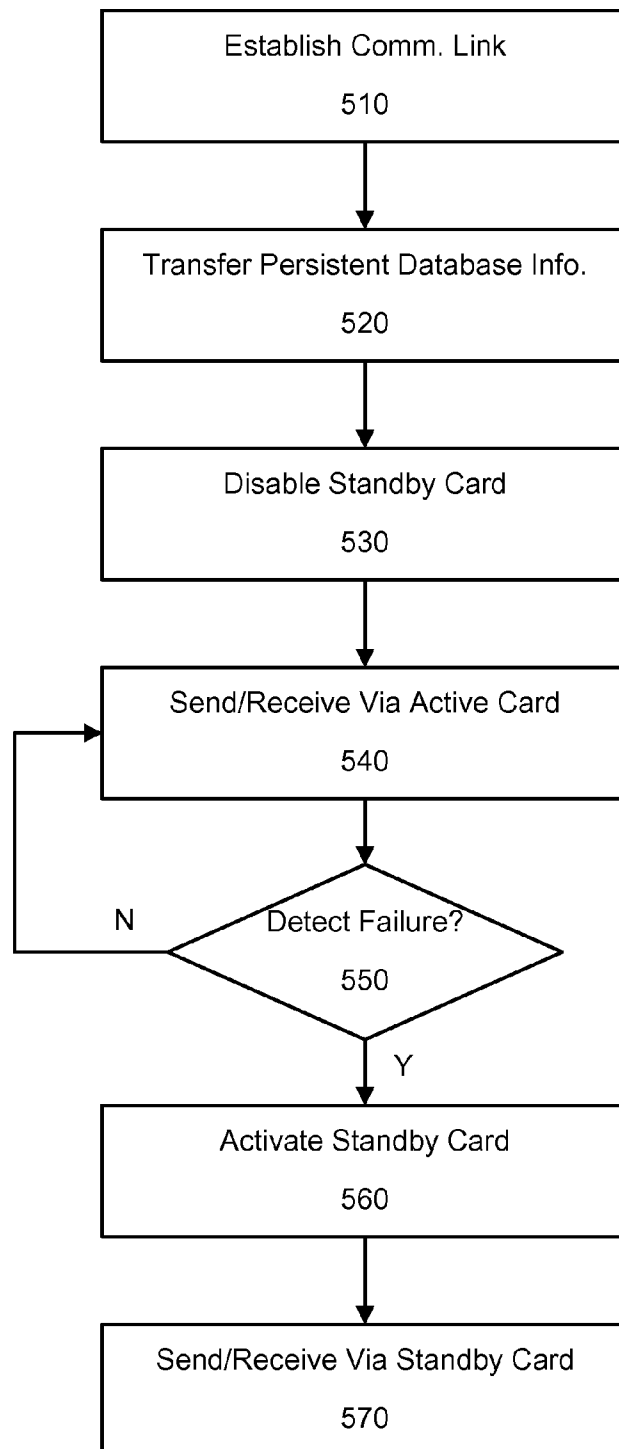 Establish Comm. Link
510
Transfer Persistent Database Info.
520
Disable Standby Card
530
Send/Receive Via Active Card
540
N
Detect Failure?
550
Y
Activate Standby Card
560
Send/Receive Via Standby Card
570